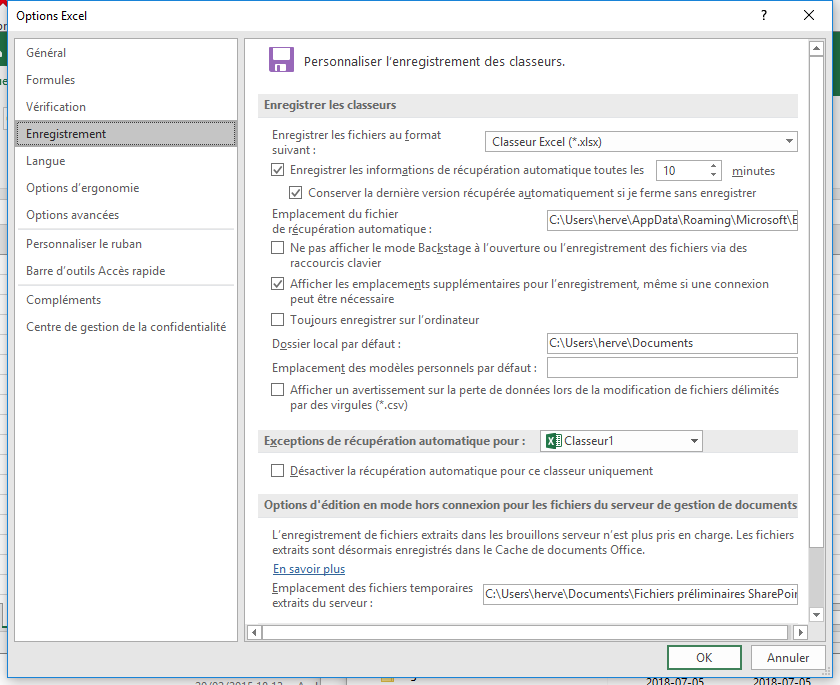 Options Excel
?
Général
Formules
Vérification
Enregistrement
Langue
Options d'ergonomie
Options avancées
Personnaliser le ruban
Barre d'outils Accès rapide
Compléments
Centre de gestion de la confidentialité
Personnaliser l'enregistrement des classeurs.
Enregistrer les classeurs
Enregistrer les fichiers au format
suivant :
Classeur Excel (*.xlsx)
Enregistrer les informations de récupération automatique toutes les 10 minutes
Conserver la dernière version récupérée automatiquement si je ferme sans enregistrer
Emplacement du fichier
de récupération automatique :
C:\Users\herve\AppData\Roaming\Microsoft\E
Ne pas afficher le mode Backstage à l'ouverture ou l'enregistrement des fichiers via des
raccourcis clavier
Afficher les emplacements supplémentaires pour l'enregistrement, même si une connexion
peut être nécessaire
Toujours enregistrer sur l'ordinateur
Dossier local par défaut : C:\Users\herve\Documents
Emplacement des modèles personnels par défaut :
Afficher un avertissement sur la perte de données lors de la modification de fichiers délimités
par des virgules (*.csv)
Exceptions de récupération automatique pour : Classeur1
Désactiver la récupération automatique pour ce classeur uniquement
Options d'édition en mode hors connexion pour les fichiers du serveur de gestion de documents
L'enregistrement de fichiers extraits dans les brouillons serveur n'est plus pris en charge. Les fichiers
extraits sont désormais enregistrés dans le Cache de documents Office.
En savoir plus
Emplacement des fichiers temporaires
extraits du serveur :
C:\Users\herve\Documents\Fichiers préliminaires SharePoin
OK Annuler
2018-07-05 2018-07-05